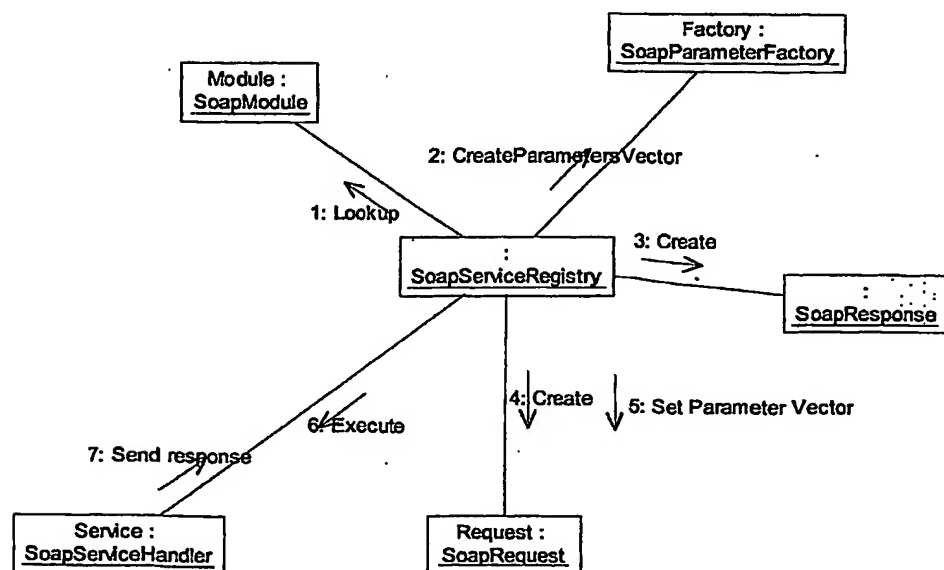 Factory :
SoapParameterFactory
Module :
SoapModule
2: CreateParametersVector
1: Lookup
3: Create
:
SoapServiceRegistry
:
SoapResponse
4: Create
5: Set Parameter Vector
6: Execute
7: Send response
Service :
SoapServiceHandler
Request :
SoapRequest